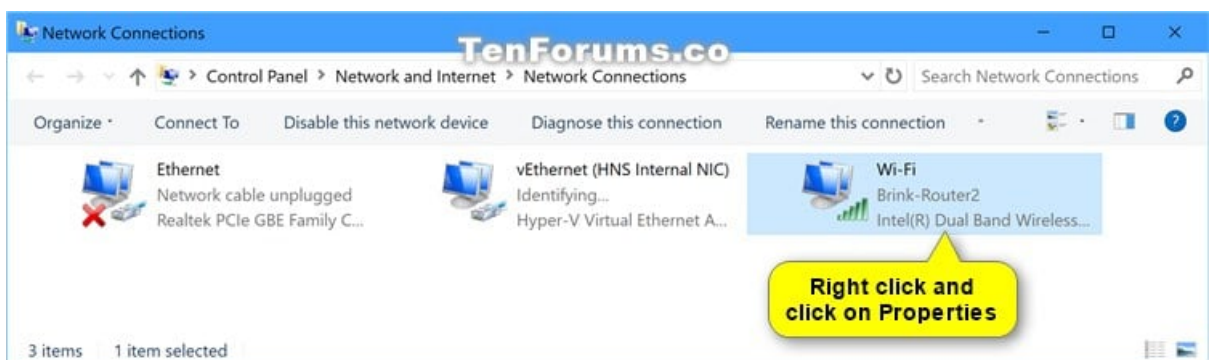 Network Connections
TenForums.co
Control Panel > Network and Internet > Network Connections
Search Network Connections
Organize
Connect To
Disable this network device
Diagnose this connection
Rename this connection
Ethernet
Network cable unplugged
Realtek PCIe GBE Family C...
vEthernet (HNS Internal NIC)
Identifying...
Hyper-V Virtual Ethernet A...
Wi-Fi
Brink-Router2
Intel(R) Dual Band Wireless...
Right click and
click on Properties
3 items
1 item selected